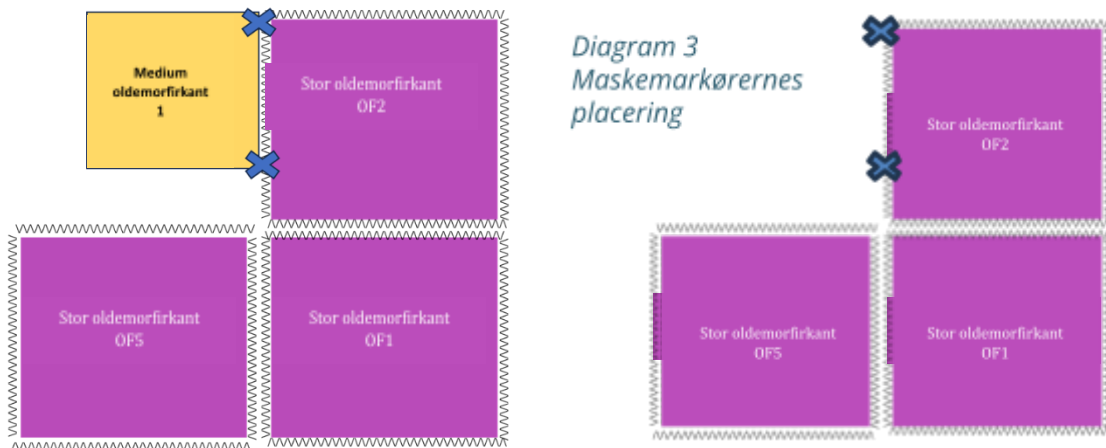 Medium
oldemorfirkant
1
Stor oldemorfirkant
OF2
Stor oldemorfirkant
OF5
Stor oldemorfirkant
OF1
Diagram 3
Maskemarkørernes
placering
Stor oldemorfirkant
OF2
Stor oldemorfirkant
OF5
Stor oldemorfirkant
OF1